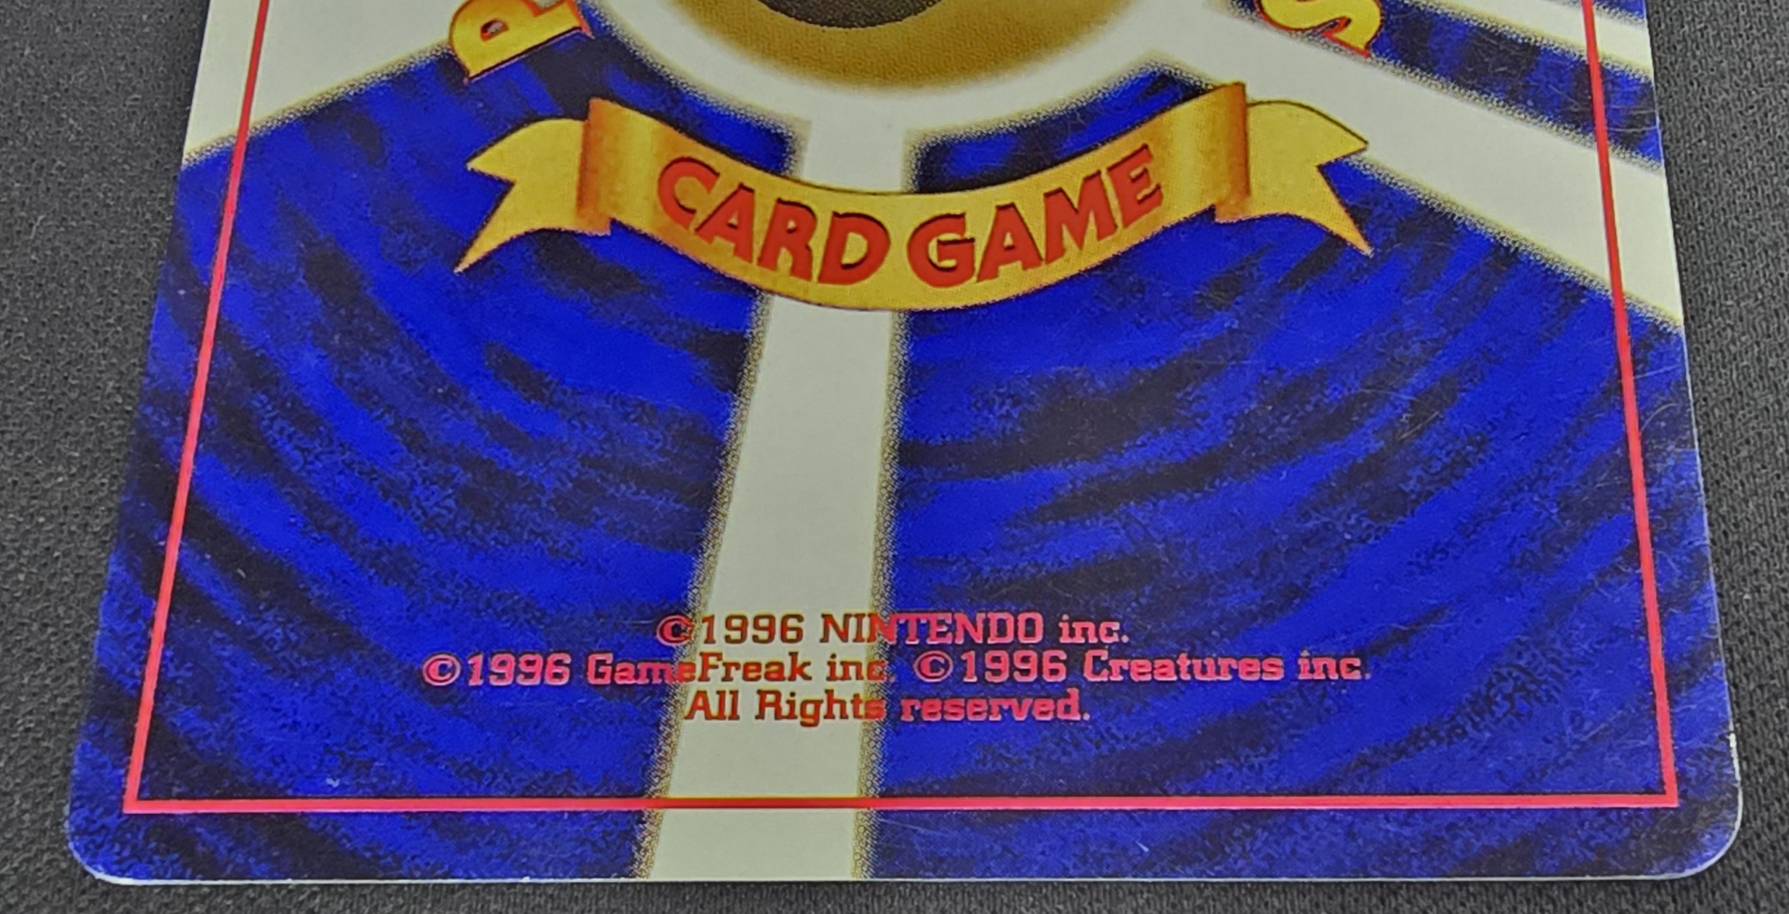 P S
CARD GAME
©1996 NINTENDO inc.
©1996 GameFreak inc. ©1996 Creatures inc.
All Rights reserved.